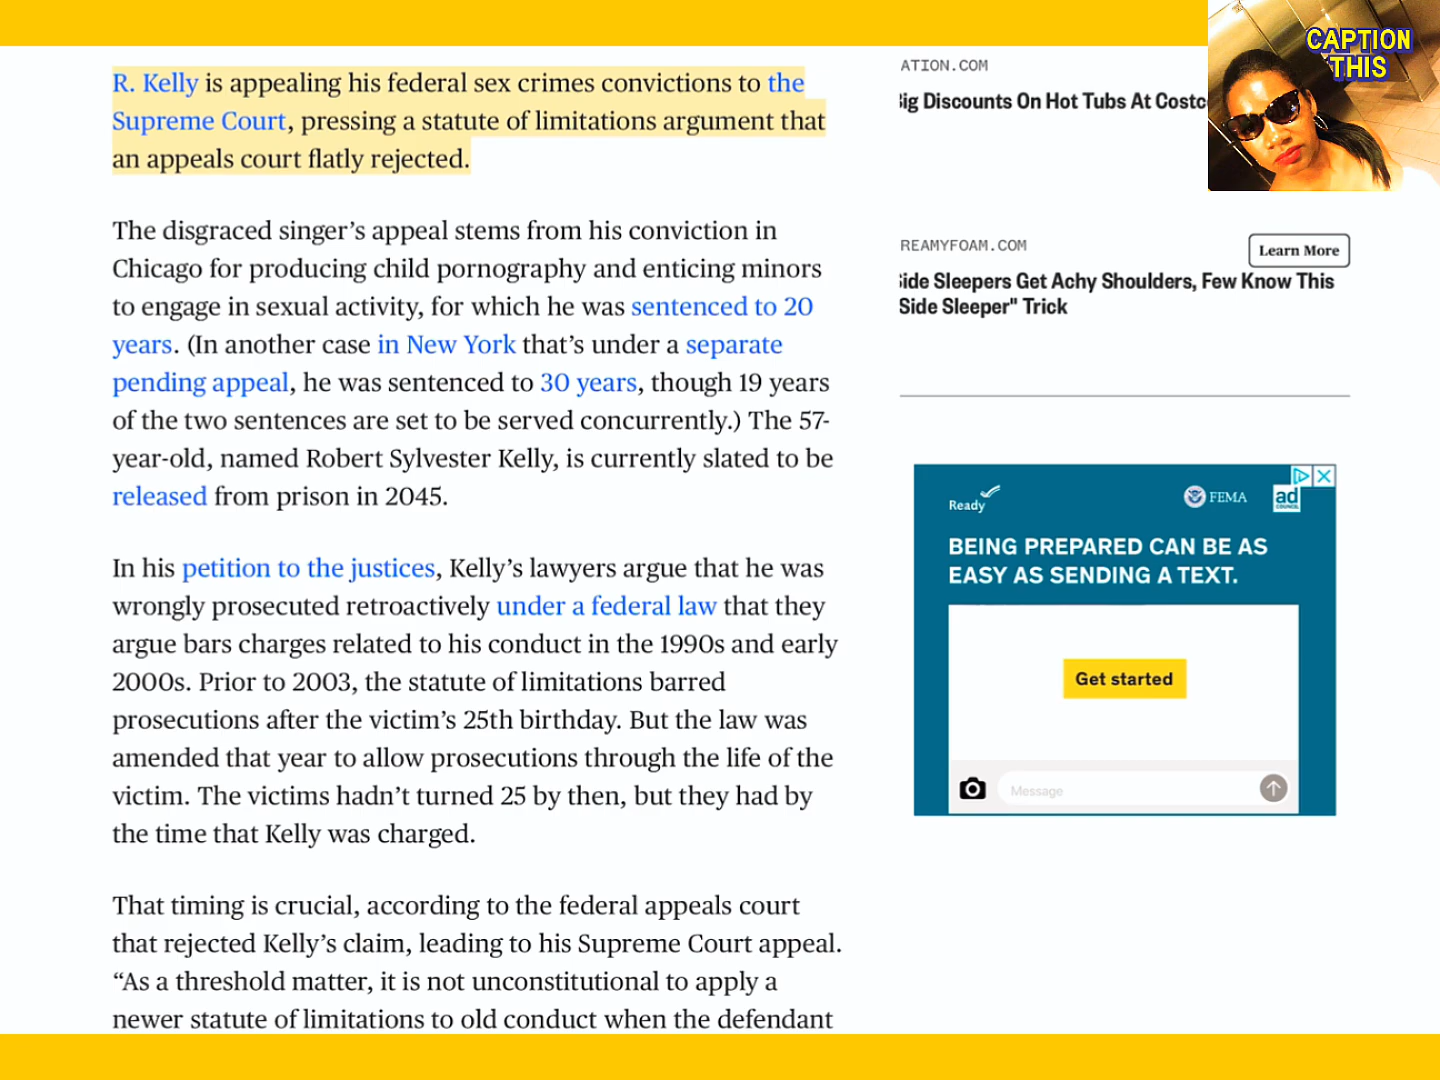 R. Kelly is appealing his federal sex crimes convictions to the
Supreme Court, pressing a statute of limitations argument that
an appeals court flatly rejected.
The disgraced singer’s appeal stems from his conviction in
Chicago for producing child pornography and enticing minors
to engage in sexual activity, for which he was sentenced to 20
years. (In another case in New York that’s under a separate
pending appeal, he was sentenced to 30 years, though 19 years
of the two sentences are set to be served concurrently.) The 57-
year-old, named Robert Sylvester Kelly, is currently slated to be
released from prison in 2045.
In his petition to the justices, Kelly’s lawyers argue that he was
wrongly prosecuted retroactively under a federal law that they
argue bars charges related to his conduct in the 1990s and early
2000s. Prior to 2003, the statute of limitations barred
prosecutions after the victim’s 25th birthday. But the law was
amended that year to allow prosecutions through the life of the
victim. The victims hadn’t turned 25 by then, but they had by
the time that Kelly was charged.
That timing is crucial, according to the federal appeals court
that rejected Kelly’s claim, leading to his Supreme Court appeal.
“As a threshold matter, it is not unconstitutional to apply a
newer statute of limitations to old conduct when the defendant
ATION.COM
Big Discounts On Hot Tubs At Costc
CAPTION
THIS
REAMYFOAM.COM
Learn More
Side Sleepers Get Achy Shoulders, Few Know This
Side Sleeper" Trick
Ready
FEMA
ad
COUNCIL
BEING PREPARED CAN BE AS
EASY AS SENDING A TEXT.
Get started
Message